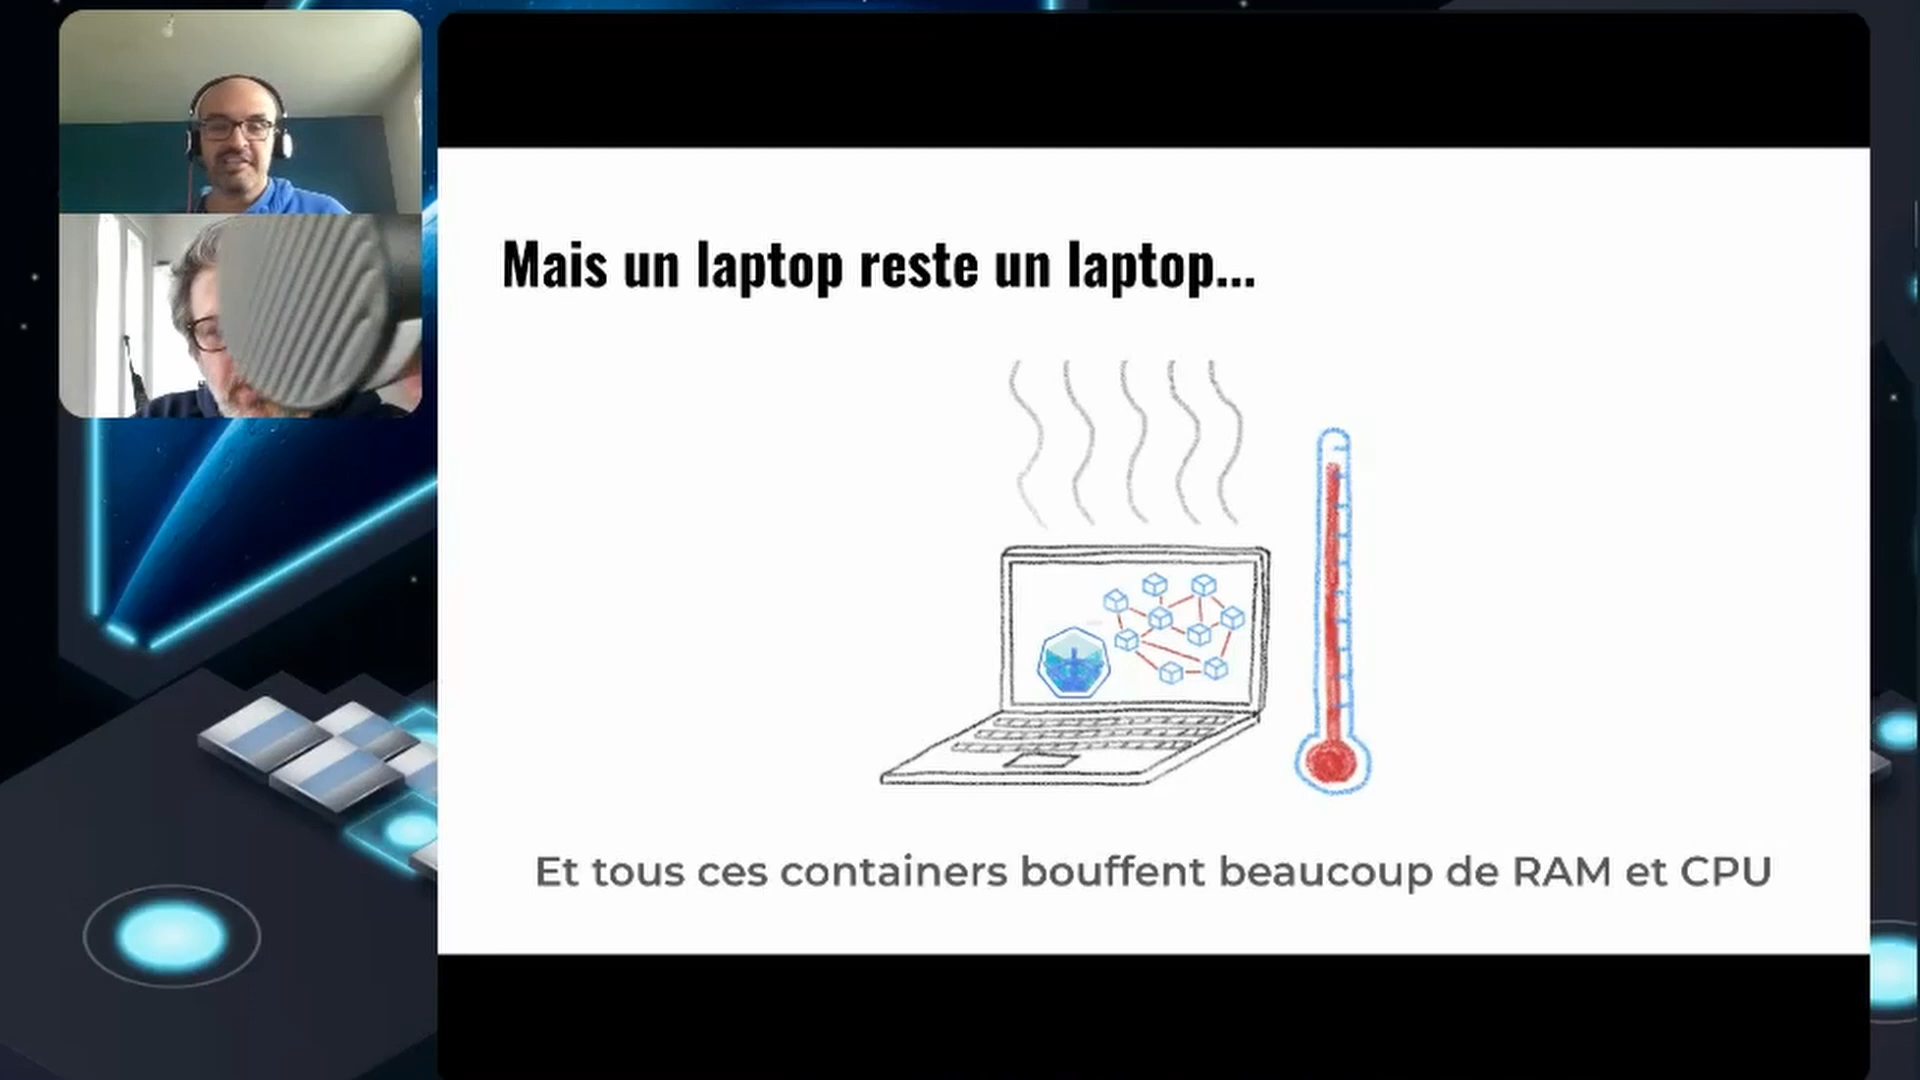 Mais un laptop reste un laptop...
Et tous ces containers bouffent beaucoup de RAM et CPU